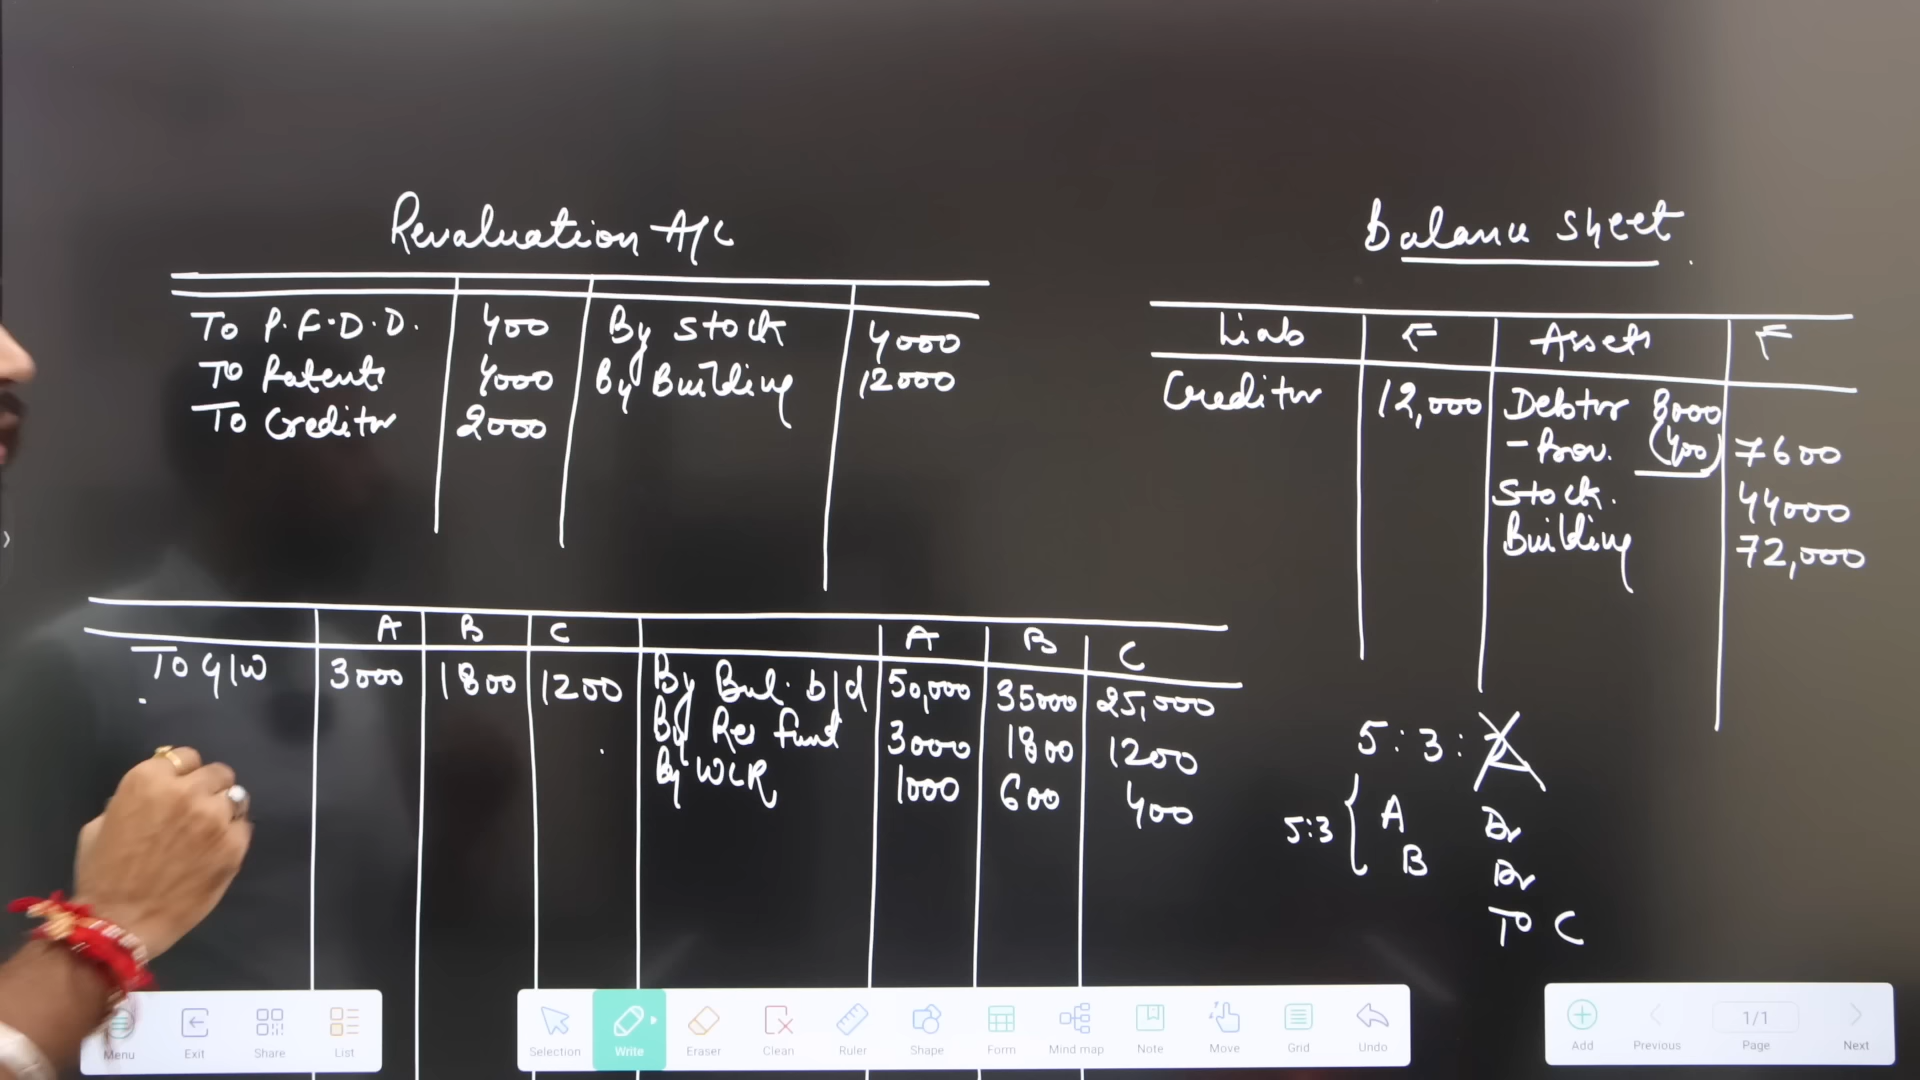 Revaluation A/C
To P.F.D.D. 400 By Stock 4000
To Patents 4000 By Building 12000
To Creditor 2000
Balance Sheet
Liab ₹ Assets ₹
Creditor 12,000 Debtor 8000
- Prov. (400) 7600
Stock. 44000
Building 72,000
A B C A B C
To G/W 3000 1800 1200 By Bal. b/d 50,000 35000 25,000
By Res fund 3000 1800 1200
By WCR 1000 600 400
5 : 3 : 2
5:3 { A Dr
B Dr
To C
Menu Exit Share List
Selection Write Eraser Clean Ruler Shape Form Mind map Note Move Grid Undo
1/1
Add Previous Page Next